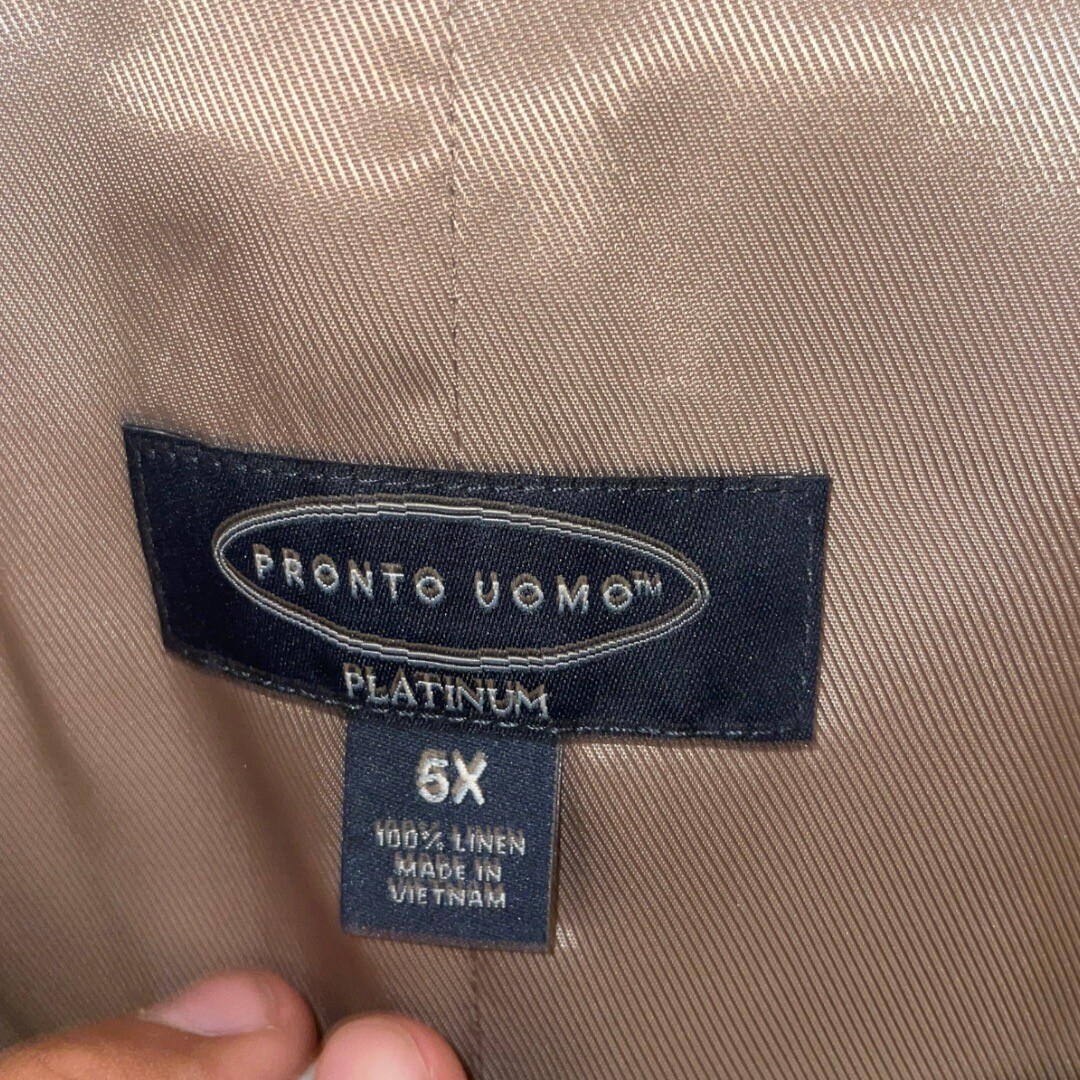 PRONTO UOMO™
PLATINUM
5X
100% LINEN
MADE IN
VIETNAM